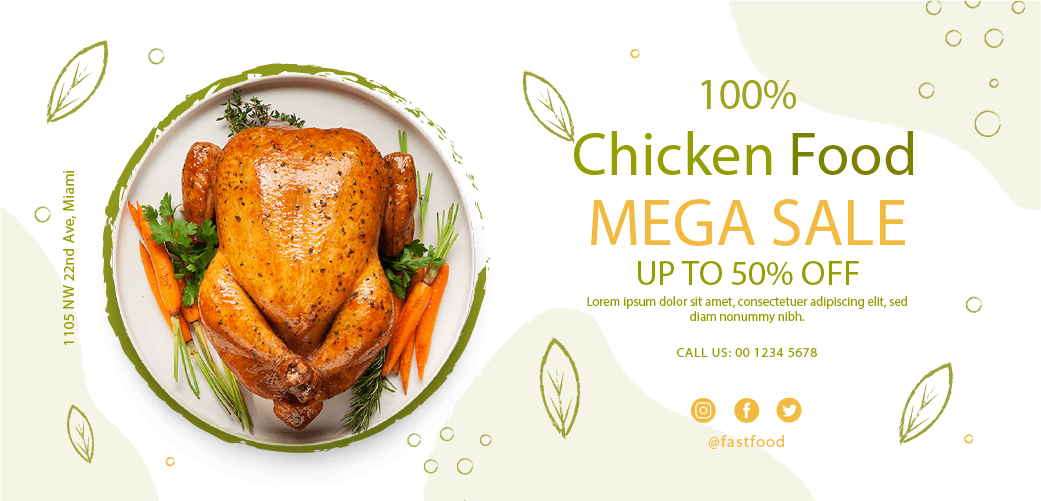 1105 NW 22nd Ave, Miami
100%
Chicken Food
MEGA SALE
UP TO 50% OFF
Lorem ipsum dolor sit amet, consectetuer adipiscing elit, sed
diam nonummy nibh.
CALL US: 00 1234 5678
@fastfood